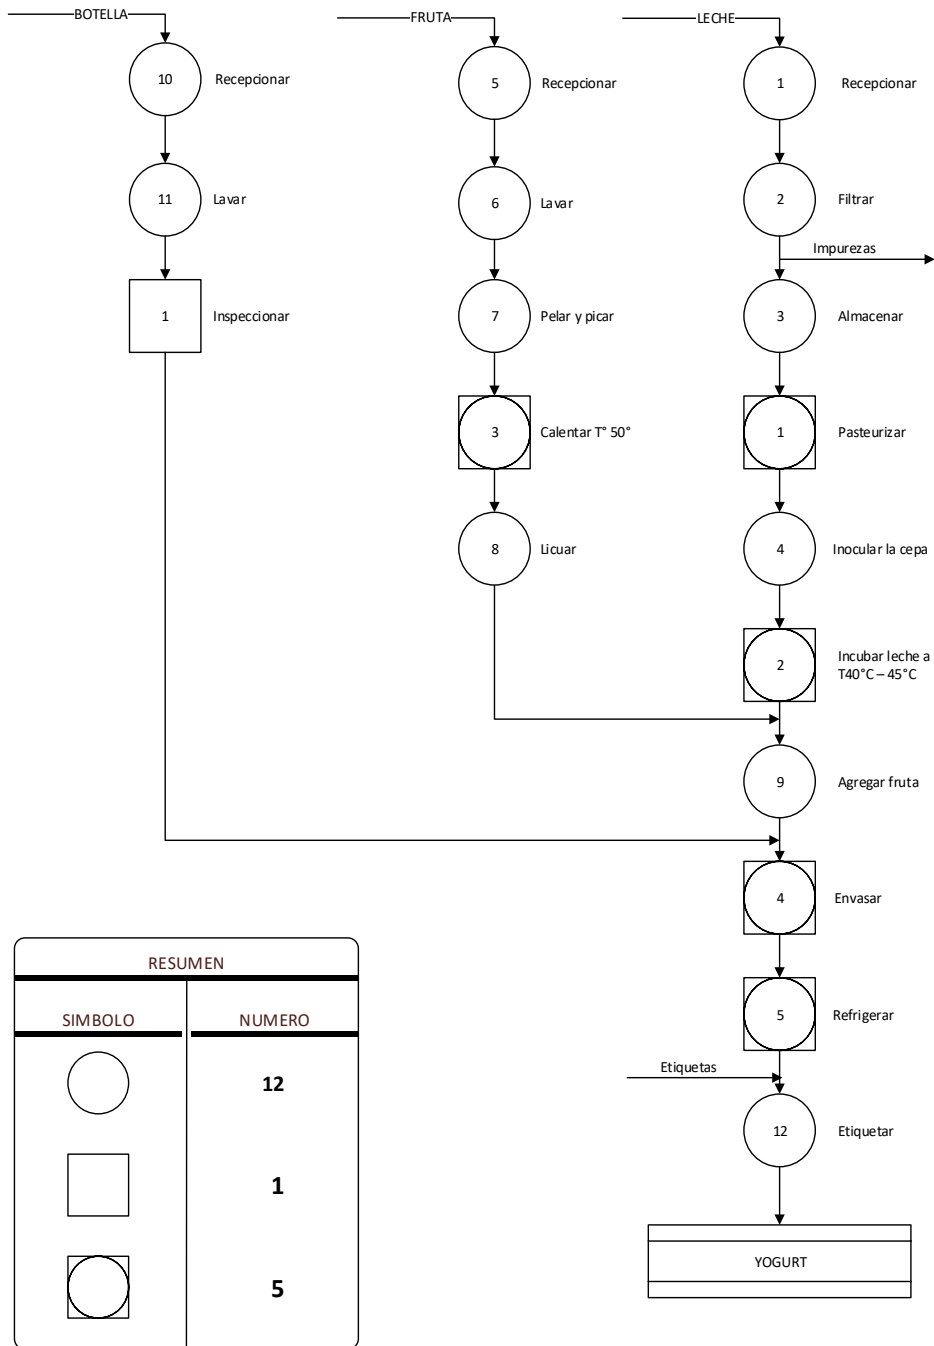 BOTELLA
10
Recepcionar
11
Lavar
1
Inspeccionar
FRUTA
5
Recepcionar
6
Lavar
7
Pelar y picar
3
Calentar T° 50°
8
Licuar
LECHE
1
Recepcionar
2
Filtrar
Impurezas
3
Almacenar
1
Pasteurizar
4
Inocular la cepa
2
Incubar leche a
T40°C – 45°C
9
Agregar fruta
4
Envasar
5
Refrigerar
Etiquetas
12
Etiquetar
YOGURT
RESUMEN
SIMBOLO
NUMERO
12
1
5